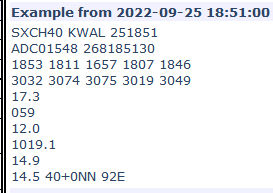 Example from 2022-09-25 18:51:00
SXCH40 KWAL 251851
ADC01548 268185130
1853 1811 1657 1807 1846
3032 3074 3075 3019 3049
17.3
059
12.0
1019.1
14.9
14.5 40+0NN 92E